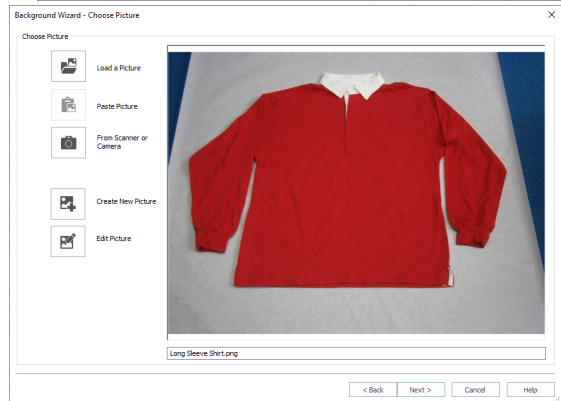 Background Wizard - Choose Picture
Choose Picture
Load a Picture
Paste Picture
From Scanner or
Camera
Create New Picture
Edit Picture
Long Sleeve Shirt.png
< Back
Next >
Cancel
Help